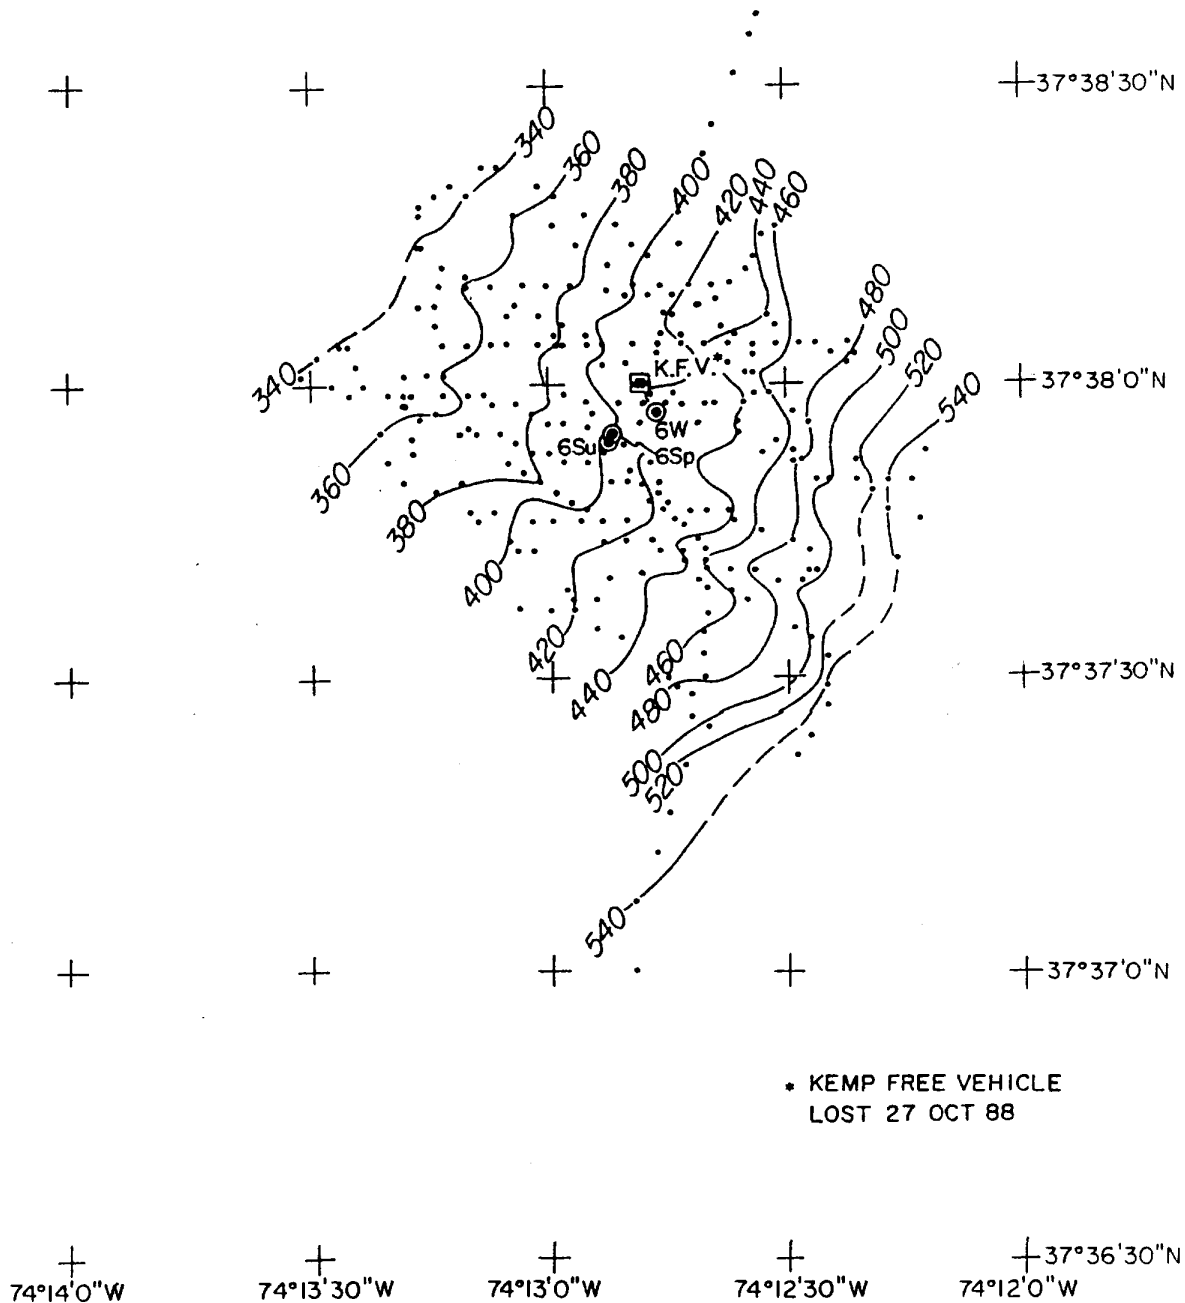 37°38'30"N
340
360
380
400
420
440
460
480
500
520
540
K.F.V.*
37°38'0"N
340
6W
6Su
6Sp
360
380
400
420
440
460
480
37°37'30"N
500
520
540
37°37'0"N
* KEMP FREE VEHICLE
LOST 27 OCT 88
37°36'30"N
74°14'0"W
74°13'30"W
74°13'0"W
74°12'30"W
74°12'0"W